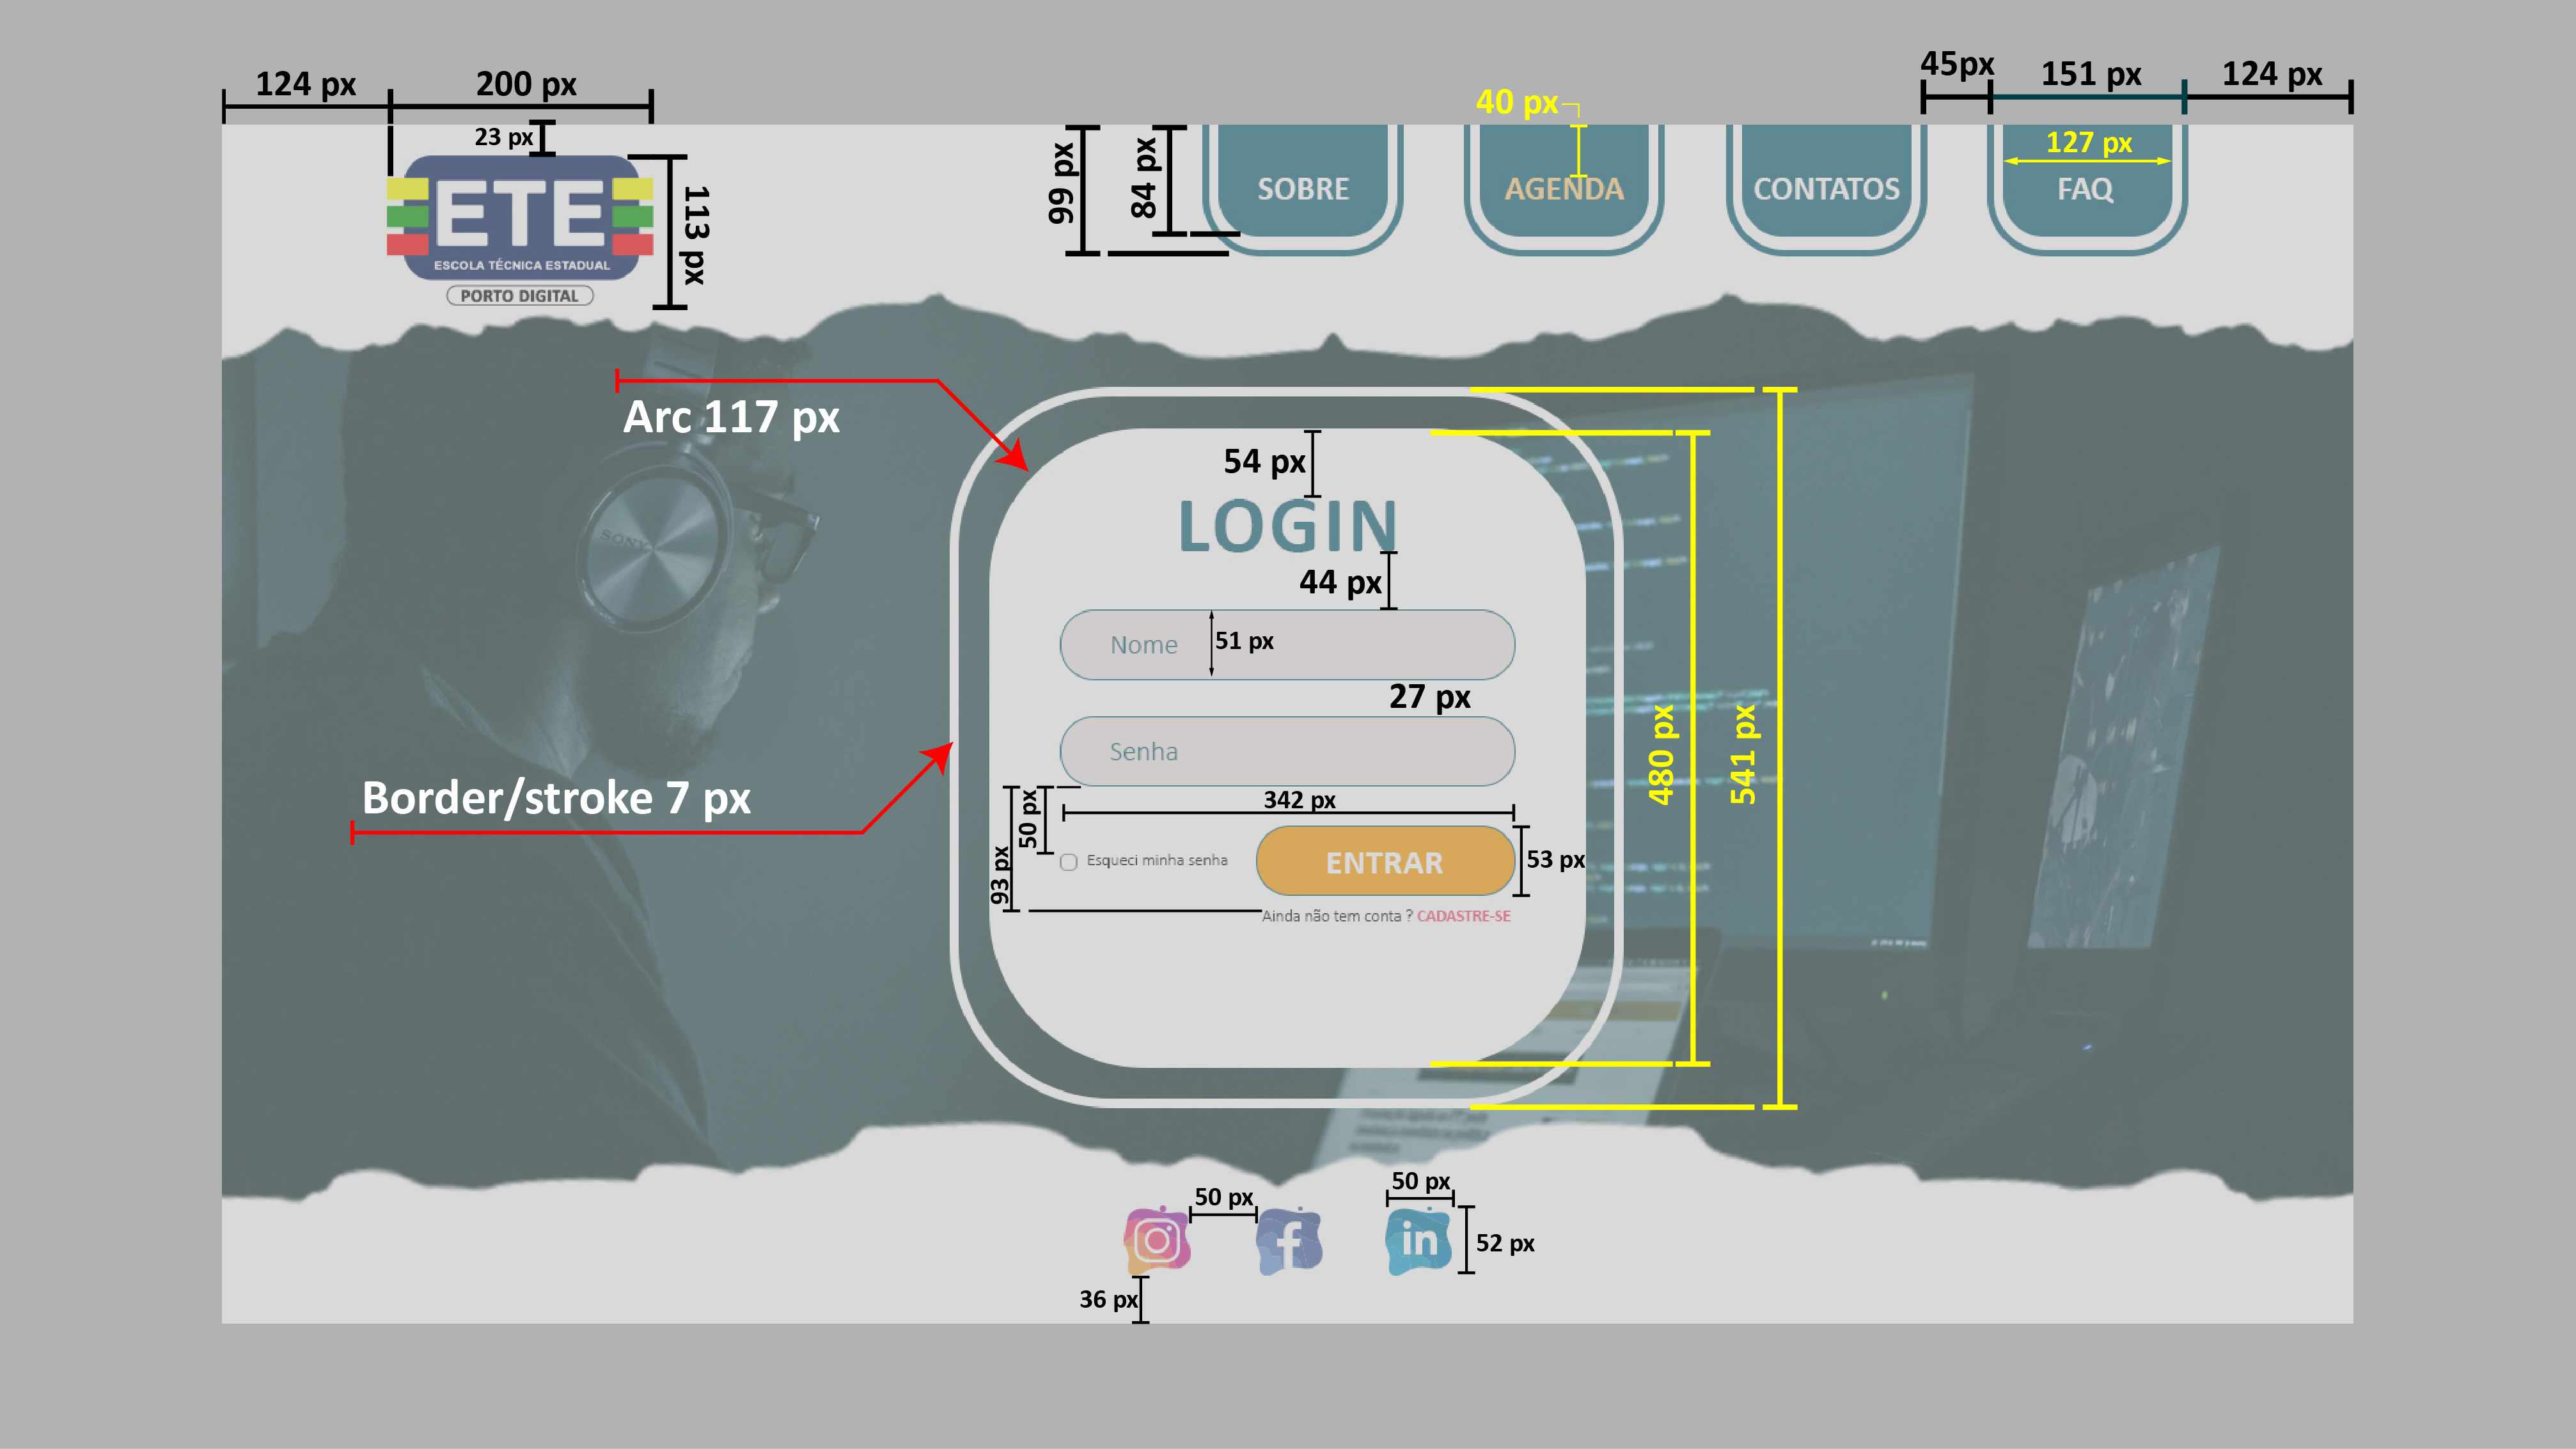 124 px
200 px
45px
151 px
124 px
40 px
23 px
127 px
99 px
84 px
113 px
ETE
ESCOLA TÉCNICA ESTADUAL
PORTO DIGITAL
SOBRE
AGENDA
CONTATOS
FAQ
Arc 117 px
54 px
SONY
LOGIN
44 px
Nome
51 px
27 px
Senha
480 px
541 px
Border/stroke 7 px
342 px
50 px
93 px
Esqueci minha senha
ENTRAR
53 px
Ainda não tem conta ? CADASTRE-SE
50 px
50 px
f
in
52 px
36 px